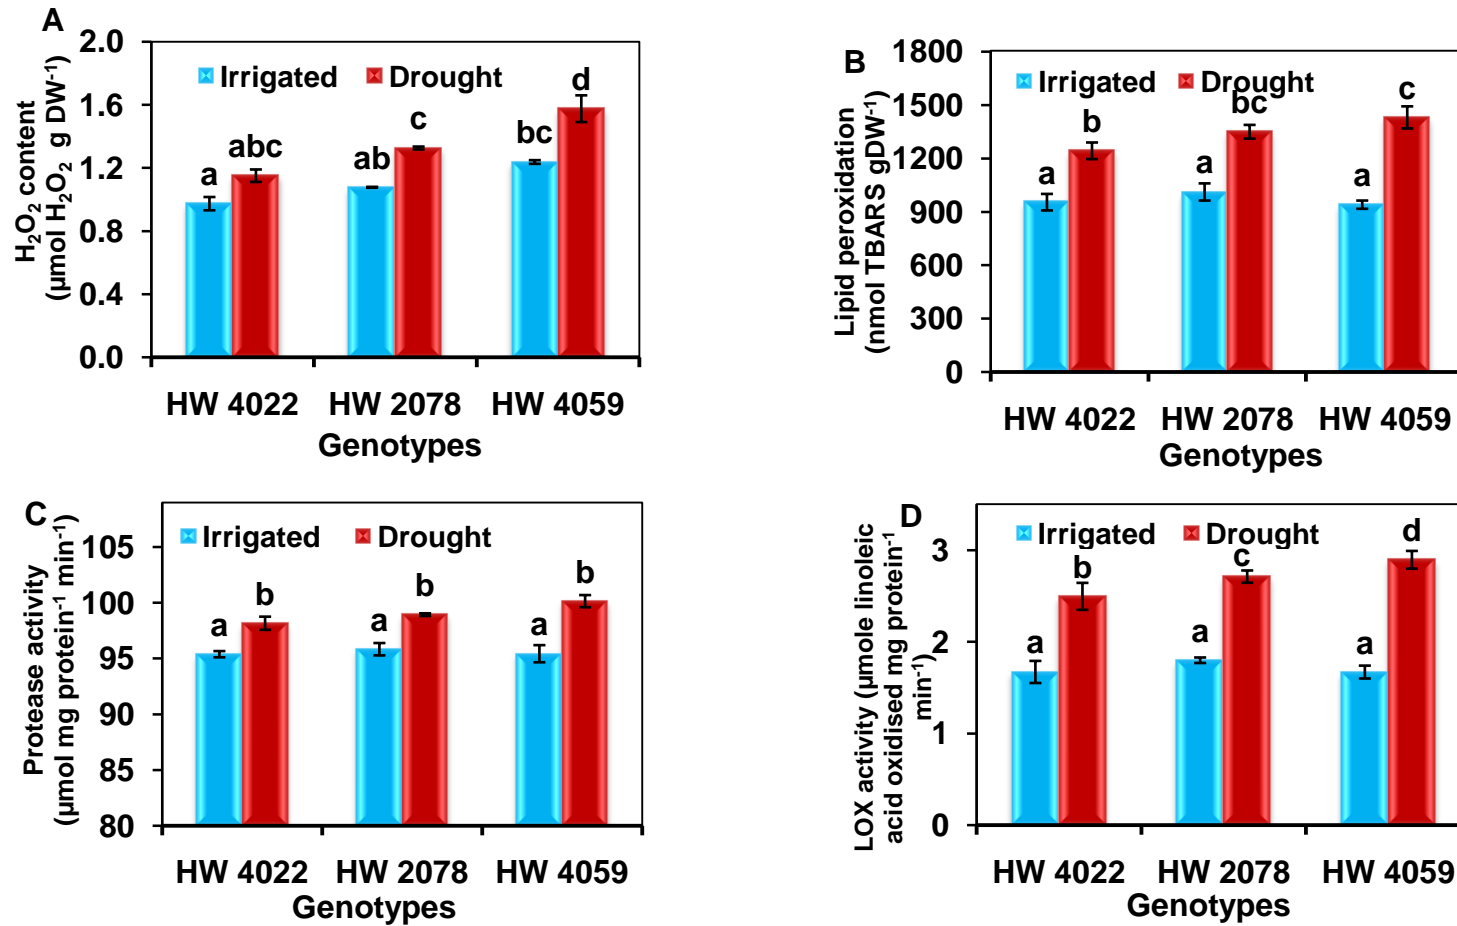 A
H₂O₂ content
(µmol H₂O₂ g DW⁻¹)
2.0
1.6
1.2
0.8
0.4
0.0
Irrigated Drought
a abc ab c bc d
HW 4022 HW 2078 HW 4059
Genotypes
B
Lipid peroxidation
(nmol TBARS gDW⁻¹)
1800
1500
1200
900
600
300
0
Irrigated Drought
a b a bc a c
HW 4022 HW 2078 HW 4059
Genotypes
C
Protease activity
(µmol mg protein⁻¹ min⁻¹)
105
100
95
90
85
80
Irrigated Drought
a b a b a b
HW 4022 HW 2078 HW 4059
Genotypes
D
LOX activity (µmole linoleic
acid oxidised mg protein⁻¹
min⁻¹)
3
2
1
0
Irrigated Drought
a b a c a d
HW 4022 HW 2078 HW 4059
Genotypes